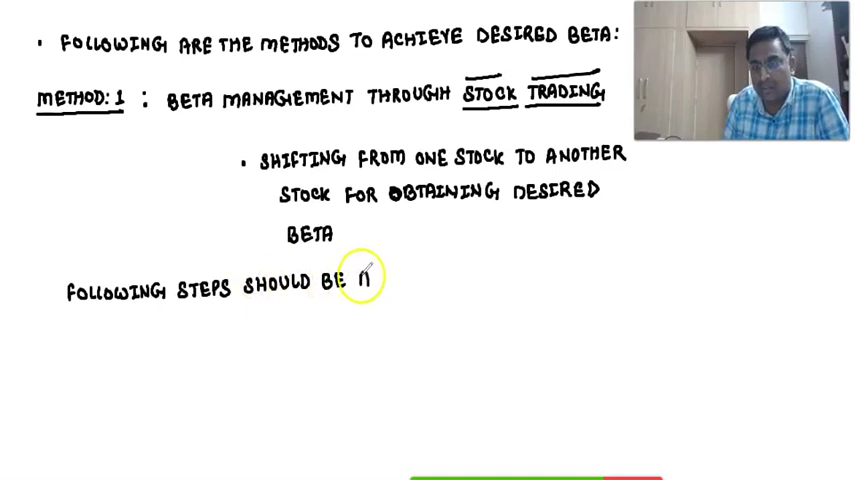 • FOLLOWING ARE THE METHODS TO ACHIEVE DESIRED BETA:
METHOD: 1 : BETA MANAGEMENT THROUGH STOCK TRADING
• SHIFTING FROM ONE STOCK TO ANOTHER
STOCK FOR OBTAINING DESIRED
BETA
FOLLOWING STEPS SHOULD BE